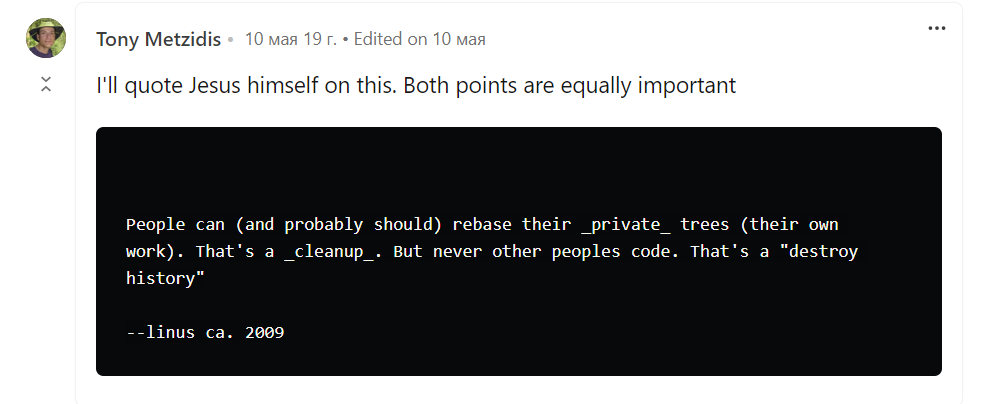 Tony Metzidis • 10 мая 19 г. • Edited on 10 мая
I'll quote Jesus himself on this. Both points are equally important
People can (and probably should) rebase their _private_ trees (their own
work). That's a _cleanup_. But never other peoples code. That's a "destroy
history"
--linus ca. 2009